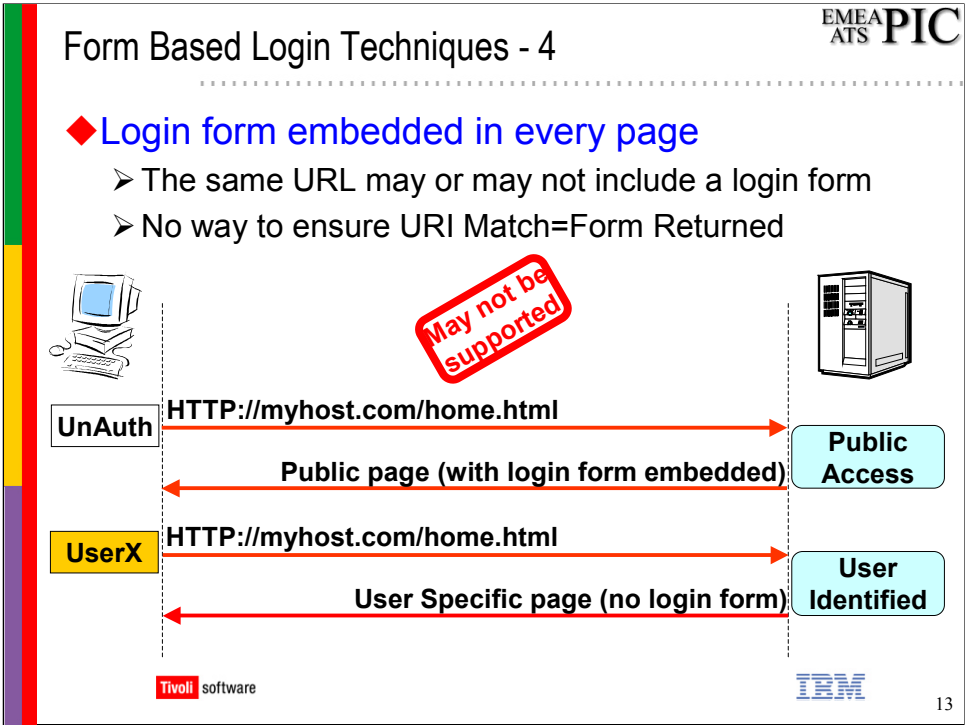 Form Based Login Techniques - 4
EMEA
ATS PIC
Login form embedded in every page
The same URL may or may not include a login form
No way to ensure URI Match=Form Returned
May not be
supported
UnAuth
HTTP://myhost.com/home.html
Public page (with login form embedded)
Public
Access
UserX
HTTP://myhost.com/home.html
User Specific page (no login form)
User
Identified
Tivoli software
IBM
13